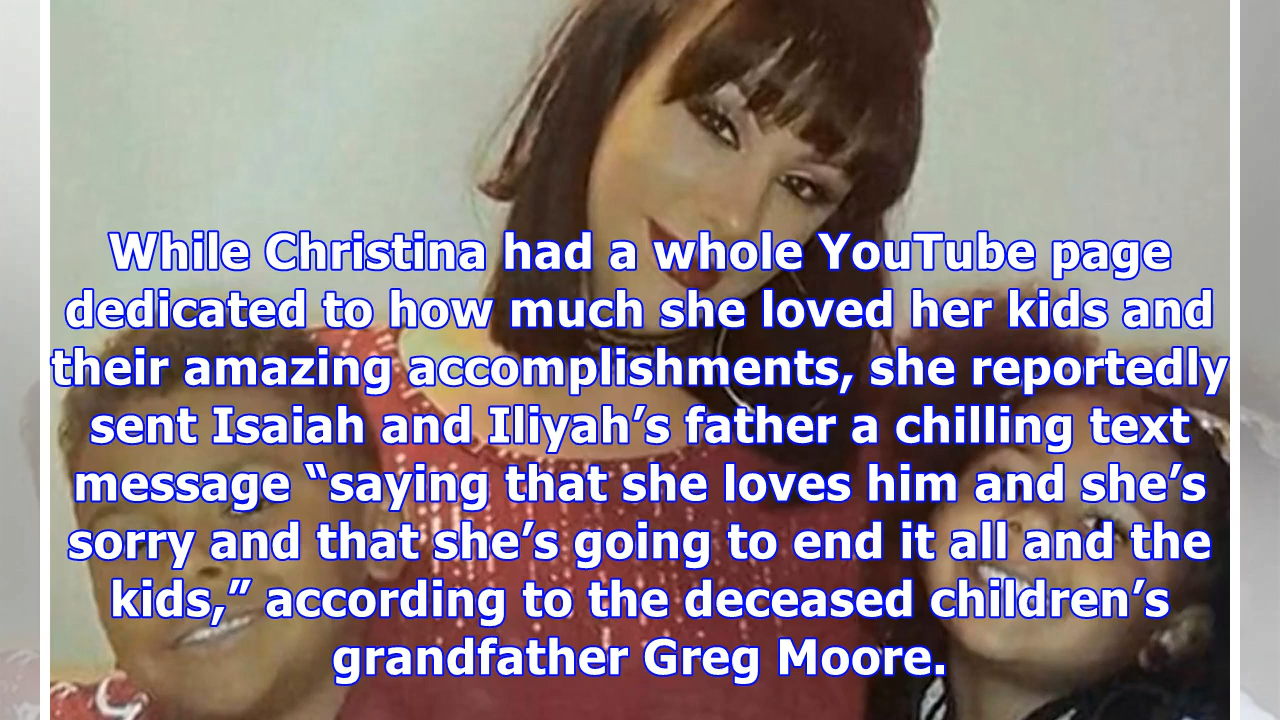 While Christina had a whole YouTube page
dedicated to how much she loved her kids and
their amazing accomplishments, she reportedly
sent Isaiah and Iliyah’s father a chilling text
message “saying that she loves him and she’s
sorry and that she’s going to end it all and the
kids,” according to the deceased children’s
grandfather Greg Moore.